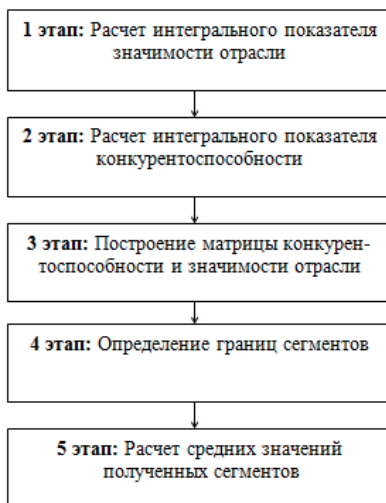 1 этап: Расчет интегрального показателя
значимости отрасли
2 этап: Расчет интегрального показателя
конкурентоспособности
3 этап: Построение матрицы конкурен-
тоспособности и значимости отрасли
4 этап: Определение границ сегментов
5 этап: Расчет средних значений
полученных сегментов